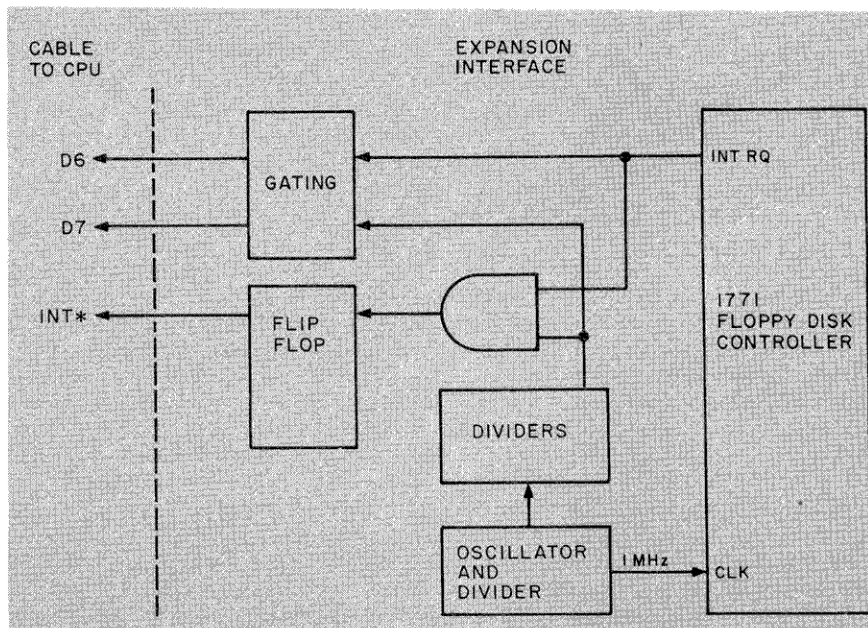 CABLE
TO CPU
EXPANSION
INTERFACE
D6
GATING
INT RQ
D7
INT*
FLIP
FLOP
1771
FLOPPY DISK
CONTROLLER
DIVIDERS
OSCILLATOR
AND
DIVIDER
1 MHz
CLK